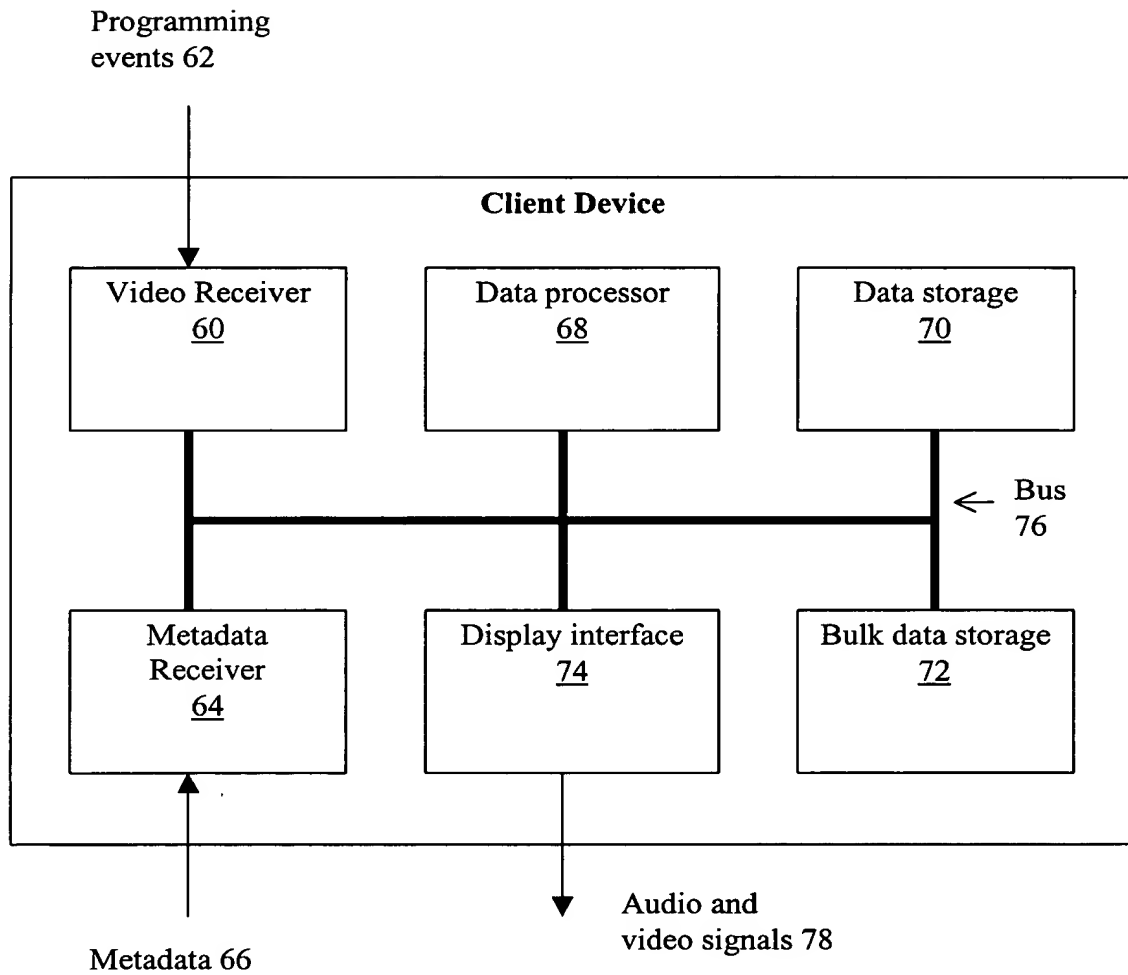 Programming
events 62
Client Device
Video Receiver
60
Data processor
68
Data storage
70
Bus
76
Metadata
Receiver
64
Display interface
74
Bulk data storage
72
Audio and
video signals 78
Metadata 66